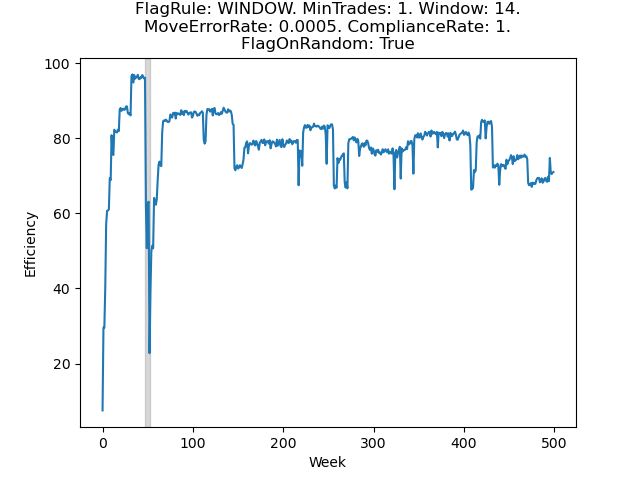 FlagRule: WINDOW. MinTrades: 1. Window: 14.
MoveErrorRate: 0.0005. ComplianceRate: 1.
FlagOnRandom: True
100
80
60
40
20
Efficiency
0 100 200 300 400 500
Week